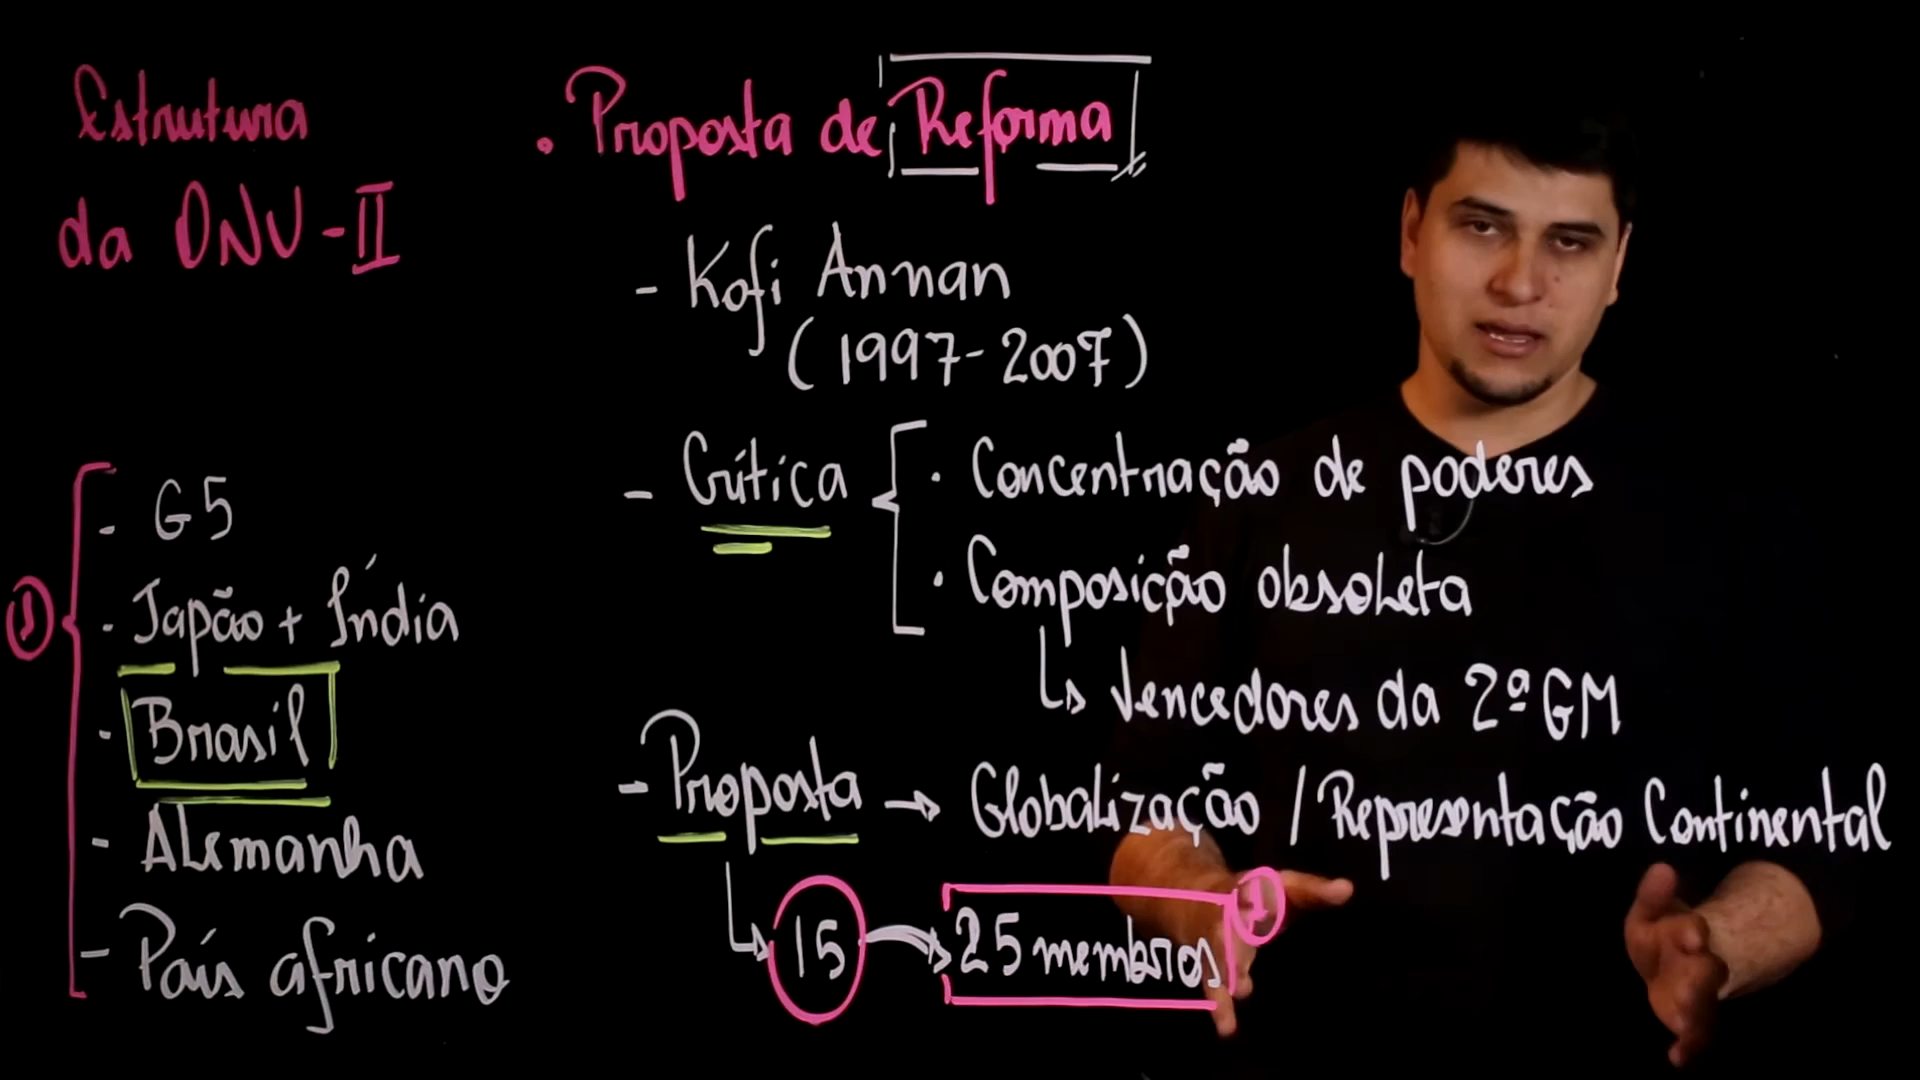 Estrutura
da ONU - II
. Proposta de Reforma
- Kofi Annan
(1997-2007)
- Crítica
. Concentração de poderes
. Composição obsoleta
↳ Vencedores da 2ª GM
- Proposta → Globalização / Representação Continental
↳ 15 → 25 membros 1
1
- G5
- Japão + Índia
- Brasil
- Alemanha
- País africano